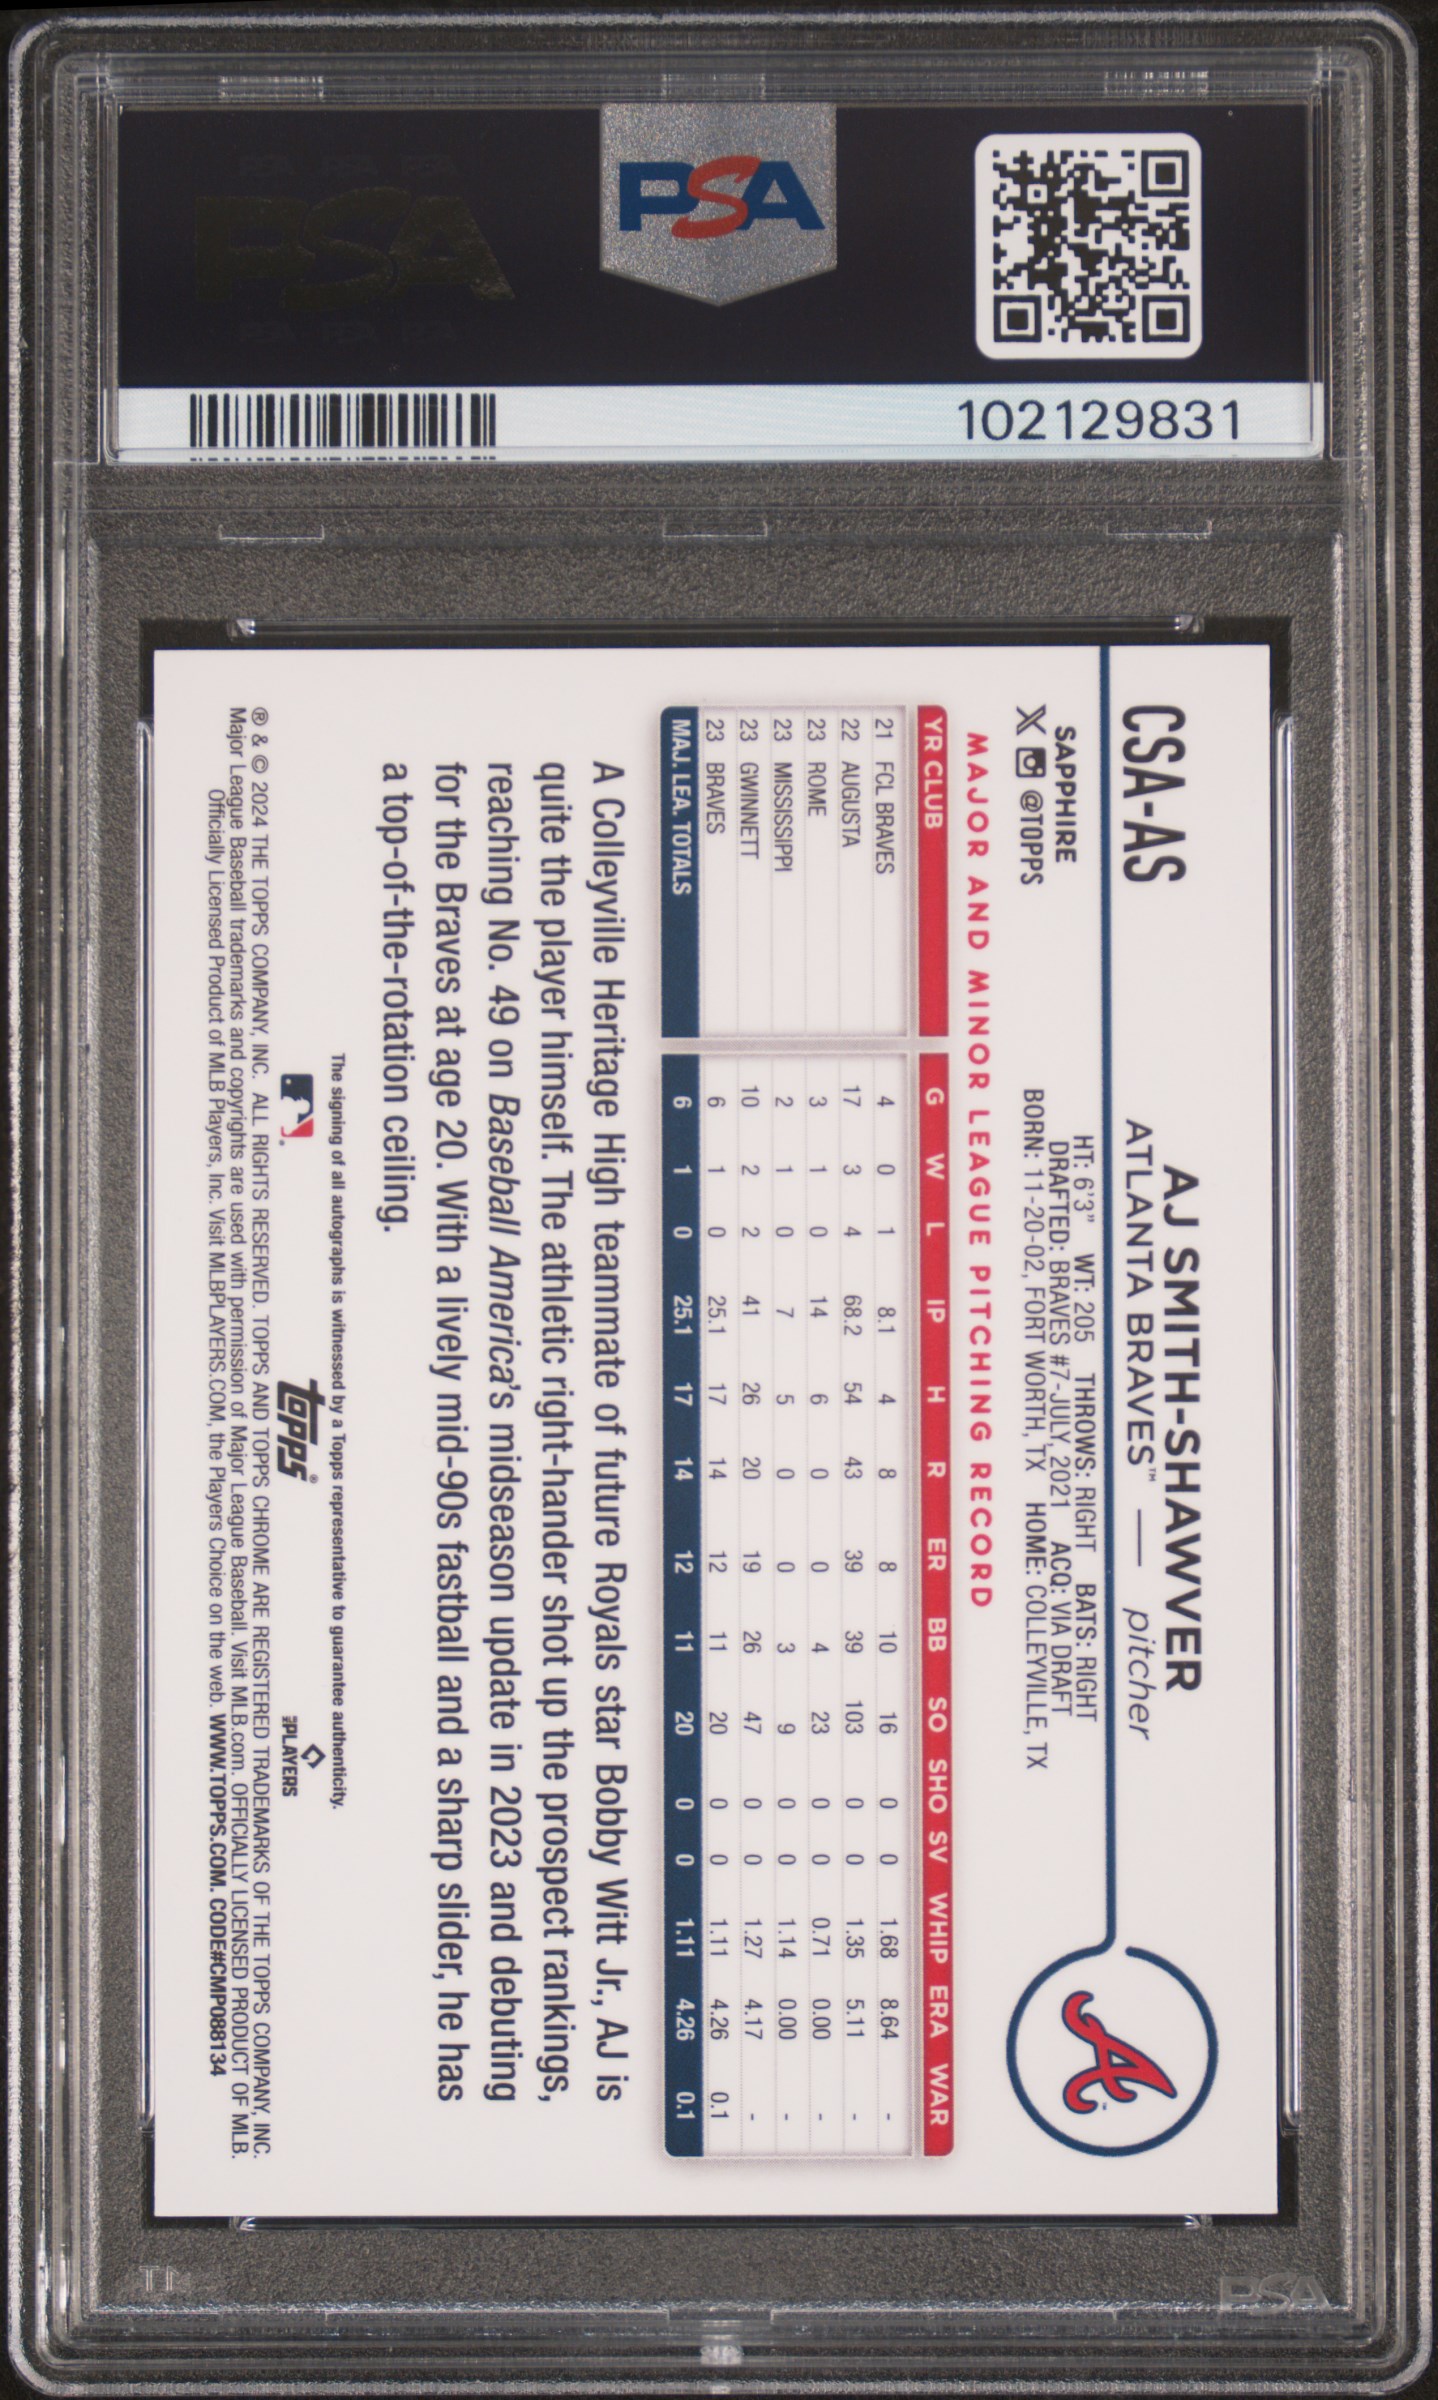 PSA
PSA
102129831
CSA-AS
AJ SMITH-SHAWVER
ATLANTA BRAVES™ — pitcher
SAPPHIRE
@TOPPS
HT: 6'3" WT: 205 THROWS: RIGHT BATS: RIGHT
DRAFTED: BRAVES #7-JULY, 2021 ACQ: VIA DRAFT
BORN: 11-20-02, FORT WORTH, TX HOME: COLLEYVILLE, TX
MAJOR AND MINOR LEAGUE PITCHING RECORD
YR CLUB G W L IP H R ER BB SO SHO SV WHIP ERA WAR
21 FCL BRAVES 4 0 1 8.1 4 8 8 10 16 0 0 1.68 8.64 -
22 AUGUSTA 17 3 4 68.2 54 43 39 39 103 0 0 1.35 5.11 -
23 ROME 3 1 0 14 6 0 0 4 23 0 0 0.71 0.00 -
23 MISSISSIPPI 2 1 0 7 5 0 0 3 9 0 0 1.14 0.00 -
23 GWINNETT 10 2 2 41 26 20 19 26 47 0 0 1.27 4.17 -
23 BRAVES 6 1 0 25.1 17 14 12 11 20 0 0 1.11 4.26 0.1
MAJ. LEA. TOTALS 6 1 0 25.1 17 14 12 11 20 0 0 1.11 4.26 0.1
A Colleyville Heritage High teammate of future Royals star Bobby Witt Jr., AJ is
quite the player himself. The athletic right-hander shot up the prospect rankings,
reaching No. 49 on Baseball America's midseason update in 2023 and debuting
for the Braves at age 20. With a lively mid-90s fastball and a sharp slider, he has
a top-of-the-rotation ceiling.
The signing of all autographs is witnessed by a Topps representative to guarantee authenticity.
topps®
MLB PLAYERS
® & © 2024 THE TOPPS COMPANY, INC. ALL RIGHTS RESERVED. TOPPS AND TOPPS CHROME ARE REGISTERED TRADEMARKS OF THE TOPPS COMPANY, INC.
Major League Baseball trademarks and copyrights are used with permission of Major League Baseball. Visit MLB.com. OFFICIALLY LICENSED PRODUCT OF MLB.
Officially Licensed Product of MLB Players, Inc. Visit MLBPLAYERS.COM, the Players Choice on the web. WWW.TOPPS.COM. CODE#CMP088134
PSA